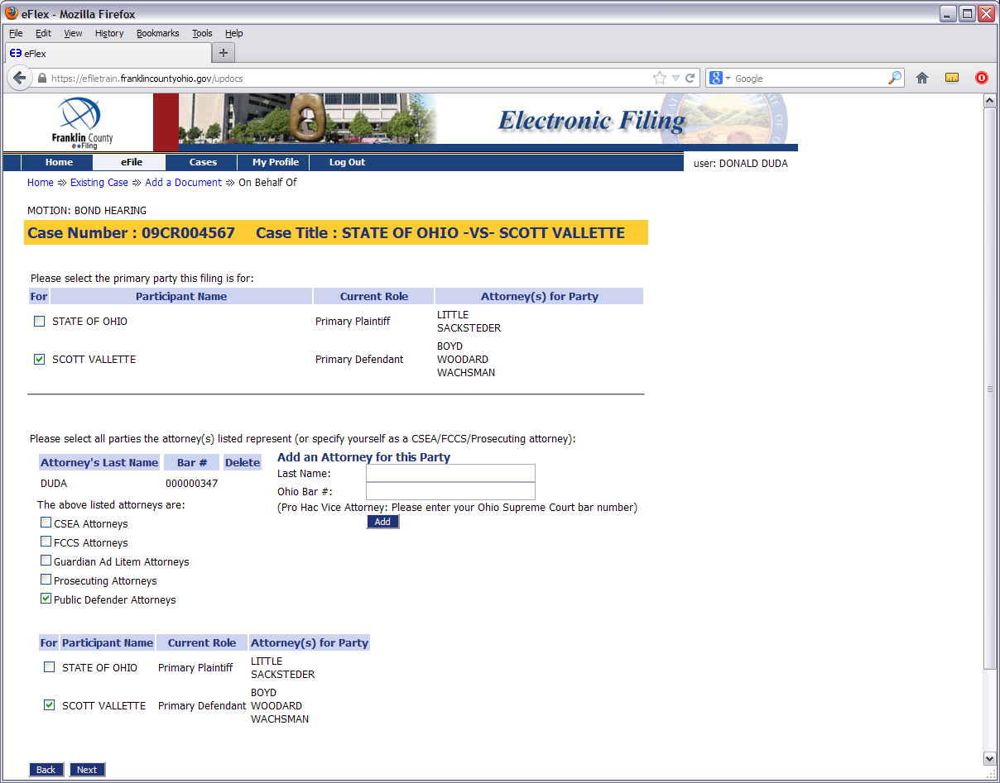 eFlex - Mozilla Firefox
File Edit View History Bookmarks Tools Help
eFlex
https://efiletrain.franklincountyohio.gov/updocs
Google
Franklin County
e★Filing
Electronic Filing
Home eFile Cases My Profile Log Out
user: DONALD DUDA
Home ⇒ Existing Case ⇒ Add a Document ⇒ On Behalf Of
MOTION: BOND HEARING
Case Number : 09CR004567 Case Title : STATE OF OHIO -VS- SCOTT VALLETTE
Please select the primary party this filing is for:
For Participant Name Current Role Attorney(s) for Party
STATE OF OHIO Primary Plaintiff LITTLE
SACKSTEDER
BOYD
SCOTT VALLETTE Primary Defendant WOODARD
WACHSMAN
Please select all parties the attorney(s) listed represent (or specify yourself as a CSEA/FCCS/Prosecuting attorney):
Attorney's Last Name Bar # Delete
DUDA 000000347
The above listed attorneys are:
CSEA Attorneys
FCCS Attorneys
Guardian Ad Litem Attorneys
Prosecuting Attorneys
Public Defender Attorneys
Add an Attorney for this Party
Last Name:
Ohio Bar #:
(Pro Hac Vice Attorney: Please enter your Ohio Supreme Court bar number)
Add
For Participant Name Current Role Attorney(s) for Party
STATE OF OHIO Primary Plaintiff LITTLE
SACKSTEDER
BOYD
SCOTT VALLETTE Primary Defendant WOODARD
WACHSMAN
Back Next